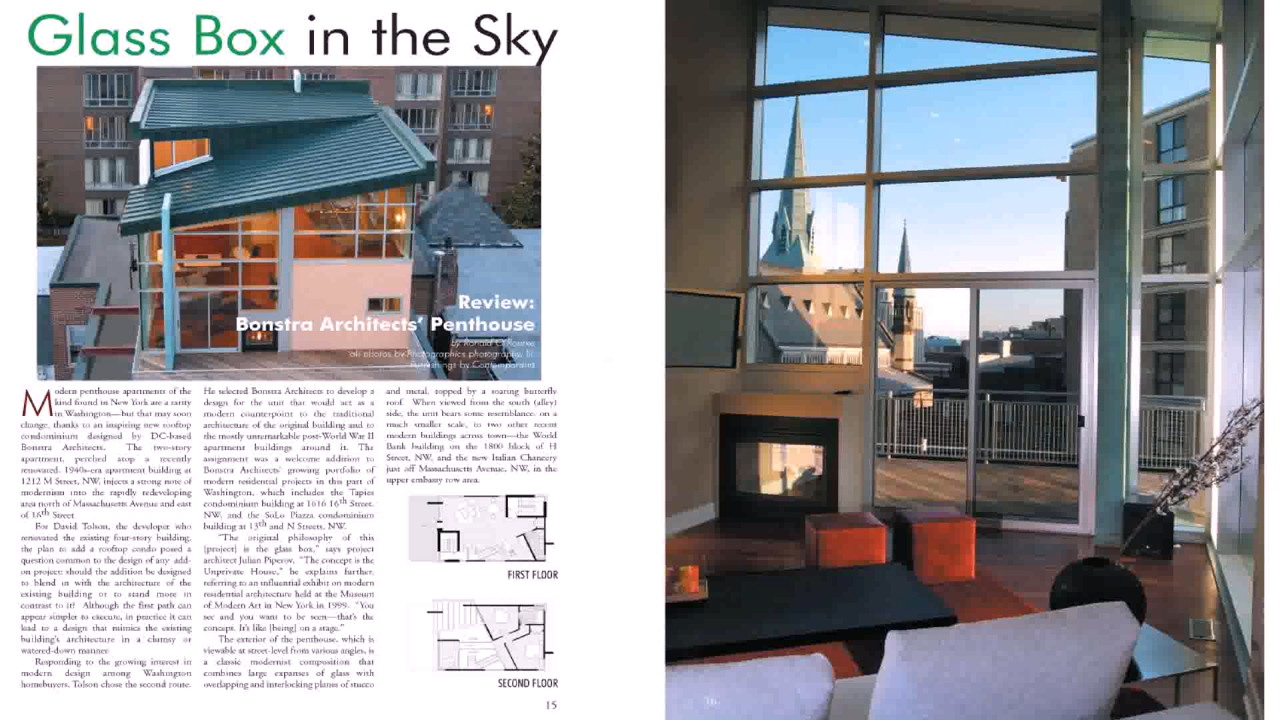 Glass Box in the Sky
Review:
Bonstra Architects' Penthouse
by Ronald O'Rourke
all photos by
Furnishings by Contemporaria
Modern penthouse apartments of the
kind found in New York are a rarity
in Washington—but that may soon
change, thanks to an inspiring new rooftop
condominium designed by DC-based
Bonstra Architects. The two-story
apartment, perched atop a recently
renovated, 1940s-era apartment building at
1212 M Street, NW, injects a strong note of
modernism into the rapidly redeveloping
area north of Massachusetts Avenue and east
of 16th Street.
For David Tolson, the developer who
renovated the existing four-story building,
the plan to add a rooftop condo posed a
question common to the design of any add-
on project: should the addition be designed
to blend in with the architecture of the
existing building or to stand more in
contrast to it? Although the first path can
appear simpler to execute, in practice it can
lead to a design that mimics the existing
building's architecture in a clumsy or
watered-down manner.
Responding to the growing interest in
modern design among Washington
homebuyers, Tolson chose the second route.
He selected Bonstra Architects to develop a
design for the unit that would act as a
modern counterpoint to the traditional
architecture of the original building and to
the mostly unremarkable post-World War II
apartment buildings around it. The
assignment was a welcome addition to
Bonstra Architects' growing portfolio of
modern residential projects in this part of
Washington, which includes the Tapies
condominium building at 1616 16th Street,
NW, and the SoLo Piazza condominium
building at 13th and N Streets, NW.
"The original philosophy of this
[project] is the glass box," says project
architect Julian Piperov. "The concept is the
Unprivate House," he explains further,
referring to an influential exhibit on modern
residential architecture held at the Museum
of Modern Art in New York in 1999. "You
see and you want to be seen—that's the
concept. It's like [being] on a stage."
The exterior of the penthouse, which is
viewable at street-level from various angles, is
a classic modernist composition that
combines large expanses of glass with
overlapping and interlocking planes of stucco
and metal, topped by a soaring butterfly
roof. When viewed from the south (alley)
side, the unit bears some resemblance, on a
much smaller scale, to two other recent
modern buildings across town—the World
Bank building on the 1800 block of H
Street, NW, and the new Italian Chancery
just off Massachusetts Avenue, NW, in the
upper embassy row area.
FIRST FLOOR
SECOND FLOOR
15